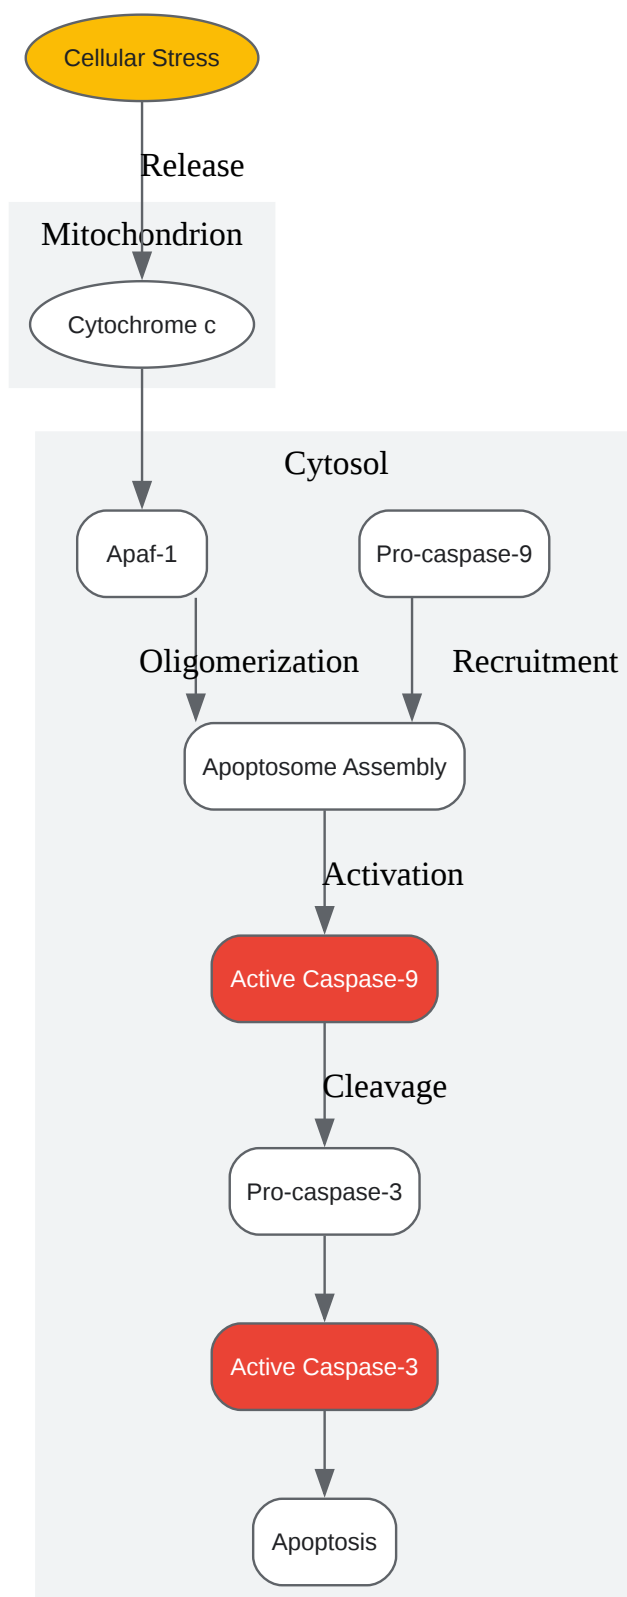 Cellular Stress
Release
Mitochondrion
Cytochrome c
Cytosol
Apaf-1
Pro-caspase-9
Oligomerization
Recruitment
Apoptosome Assembly
Activation
Active Caspase-9
Cleavage
Pro-caspase-3
Active Caspase-3
Apoptosis